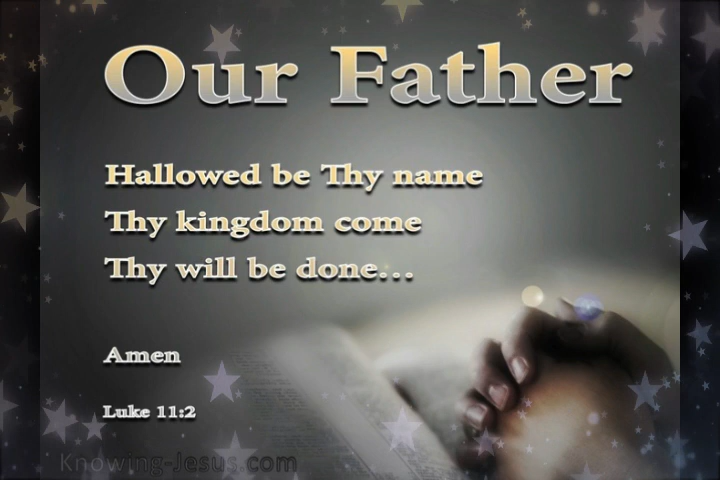 Our Father
Hallowed be Thy name
Thy kingdom come
Thy will be done...
Amen
Luke 11:2
Knowing-Jesus.com